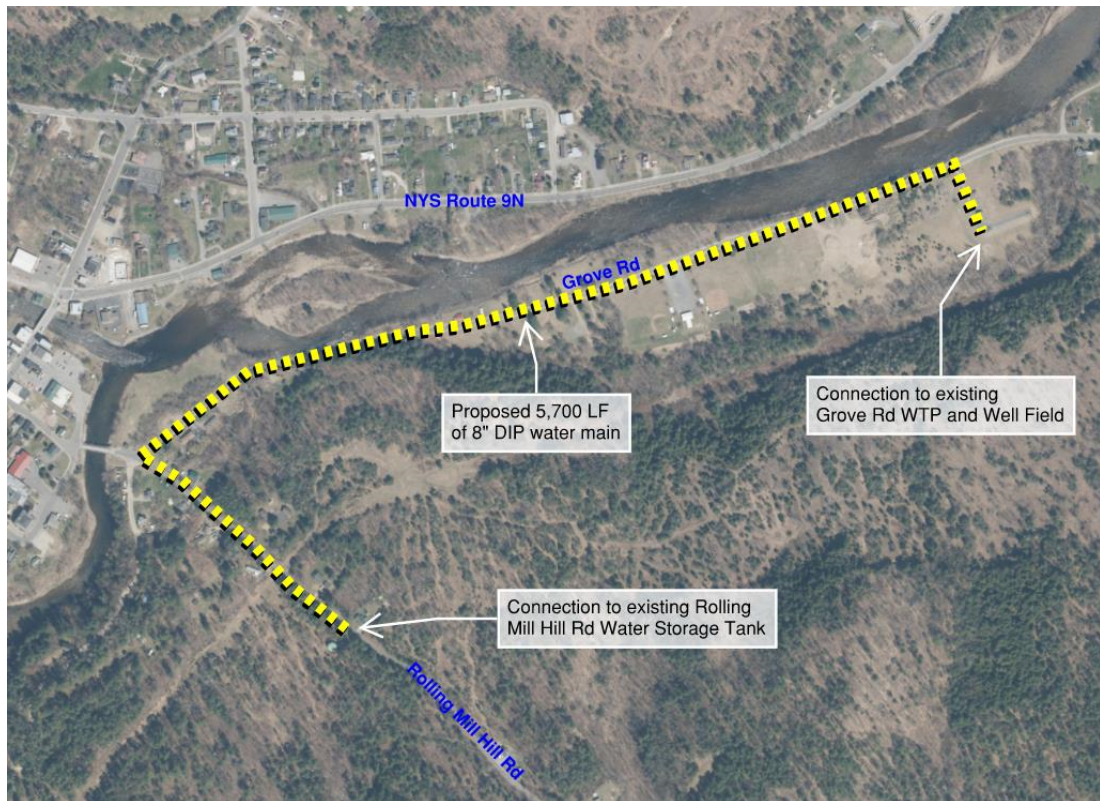 NYS Route 9N
Grove Rd
Proposed 5,700 LF
of 8" DIP water main
Connection to existing
Grove Rd WTP and Well Field
Connection to existing Rolling
Mill Hill Rd Water Storage Tank
Rolling Mill Hill Rd